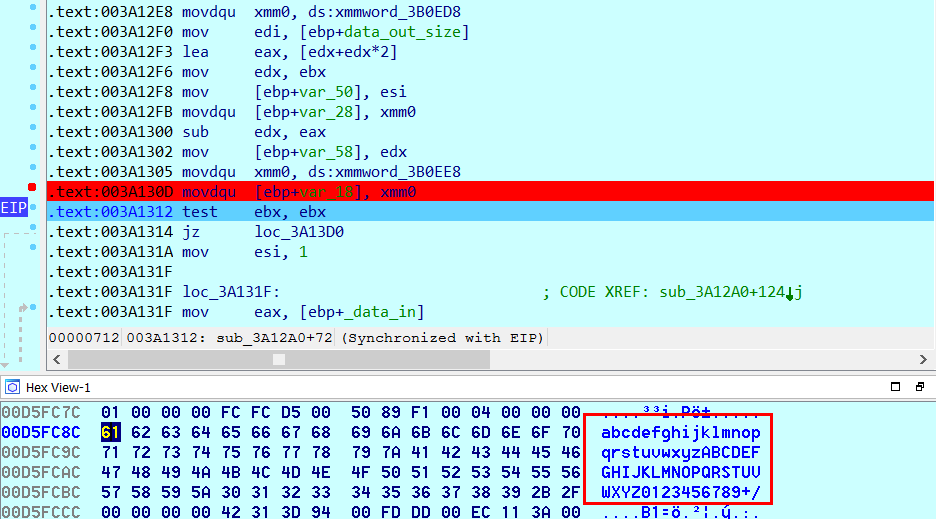 .text:003A12E8 movdqu xmm0, ds:xmmword_3B0ED8
.text:003A12F0 mov edi, [ebp+data_out_size]
.text:003A12F3 lea eax, [edx+edx*2]
.text:003A12F6 mov edx, ebx
.text:003A12F8 mov [ebp+var_50], esi
.text:003A12FB movdqu [ebp+var_28], xmm0
.text:003A1300 sub edx, eax
.text:003A1302 mov [ebp+var_58], edx
.text:003A1305 movdqu xmm0, ds:xmmword_3B0EE8
.text:003A130D movdqu [ebp+var_18], xmm0
EIP .text:003A1312 test ebx, ebx
.text:003A1314 jz loc_3A13D0
.text:003A131A mov esi, 1
.text:003A131F
.text:003A131F loc_3A131F: ; CODE XREF: sub_3A12A0+124↓j
.text:003A131F mov eax, [ebp+_data_in]
00000712 003A1312: sub_3A12A0+72 (Synchronized with EIP)
Hex View-1
00D5FC7C 01 00 00 00 FC FC D5 00 50 89 F1 00 04 00 00 00 ....³³i.Pö±.....
00D5FC8C 61 62 63 64 65 66 67 68 69 6A 6B 6C 6D 6E 6F 70 abcdefghijklmnop
00D5FC9C 71 72 73 74 75 76 77 78 79 7A 41 42 43 44 45 46 qrstuvwxyzABCDEF
00D5FCAC 47 48 49 4A 4B 4C 4D 4E 4F 50 51 52 53 54 55 56 GHIJKLMNOPQRSTUV
00D5FCBC 57 58 59 5A 30 31 32 33 34 35 36 37 38 39 2B 2F WXYZ0123456789+/
00D5FCCC 00 00 00 00 42 31 3D 94 00 FD DD 00 EC 11 3A 00 ....B1=ö.²¦.ý.:.